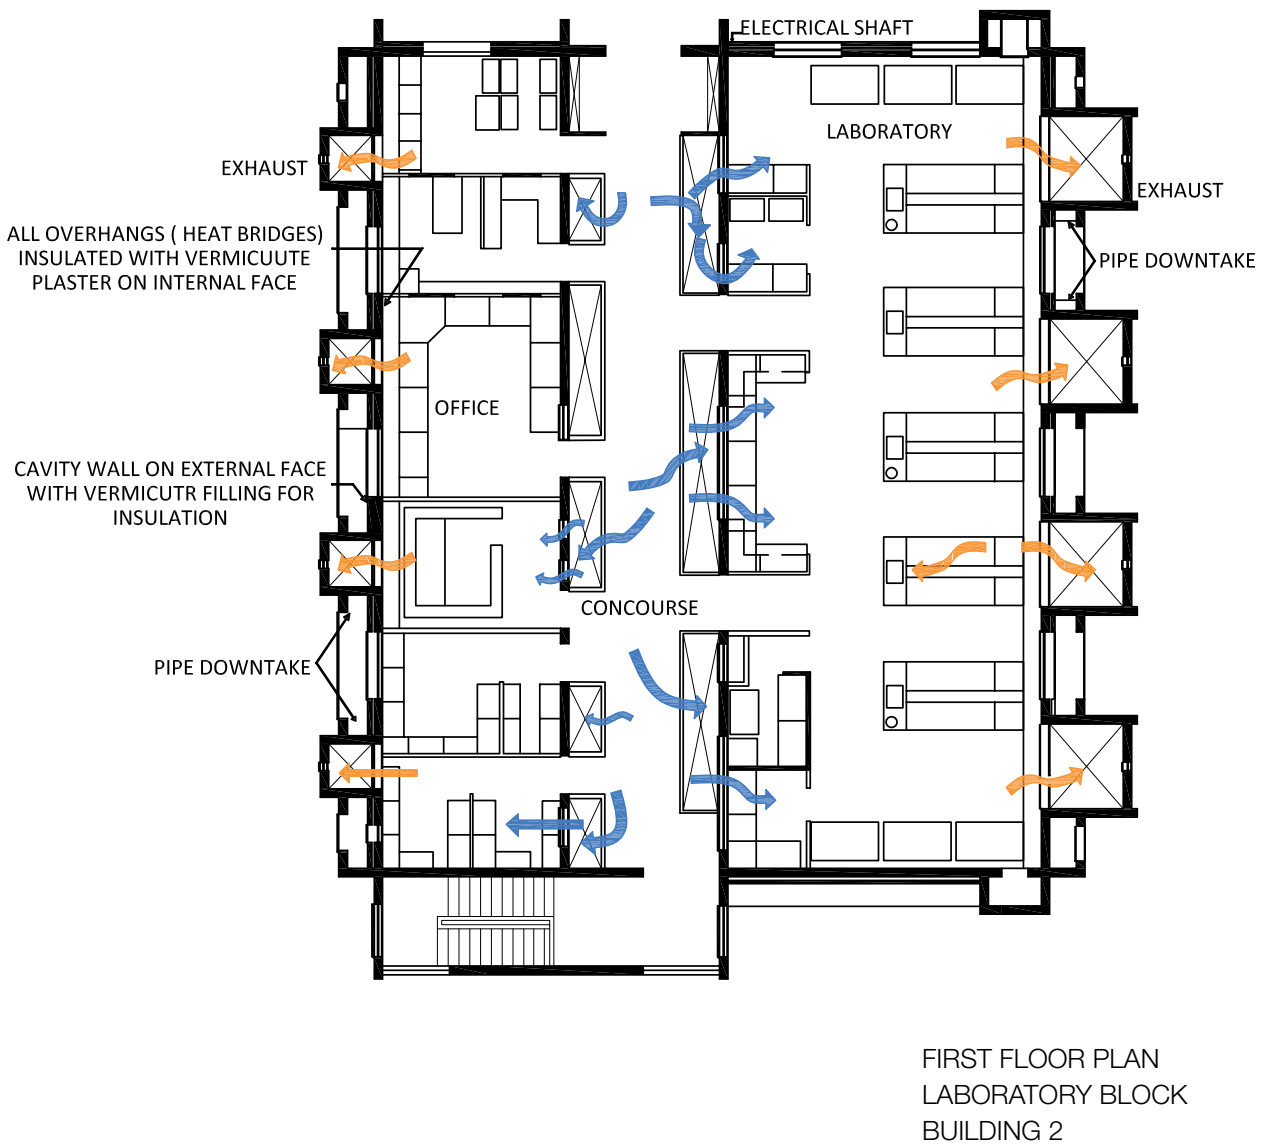 ELECTRICAL SHAFT
LABORATORY
EXHAUST
EXHAUST
ALL OVERHANGS ( HEAT BRIDGES)
INSULATED WITH VERMICUUTE
PLASTER ON INTERNAL FACE
PIPE DOWNTAKE
OFFICE
CAVITY WALL ON EXTERNAL FACE
WITH VERMICUTR FILLING FOR
INSULATION
CONCOURSE
PIPE DOWNTAKE
FIRST FLOOR PLAN
LABORATORY BLOCK
BUILDING 2